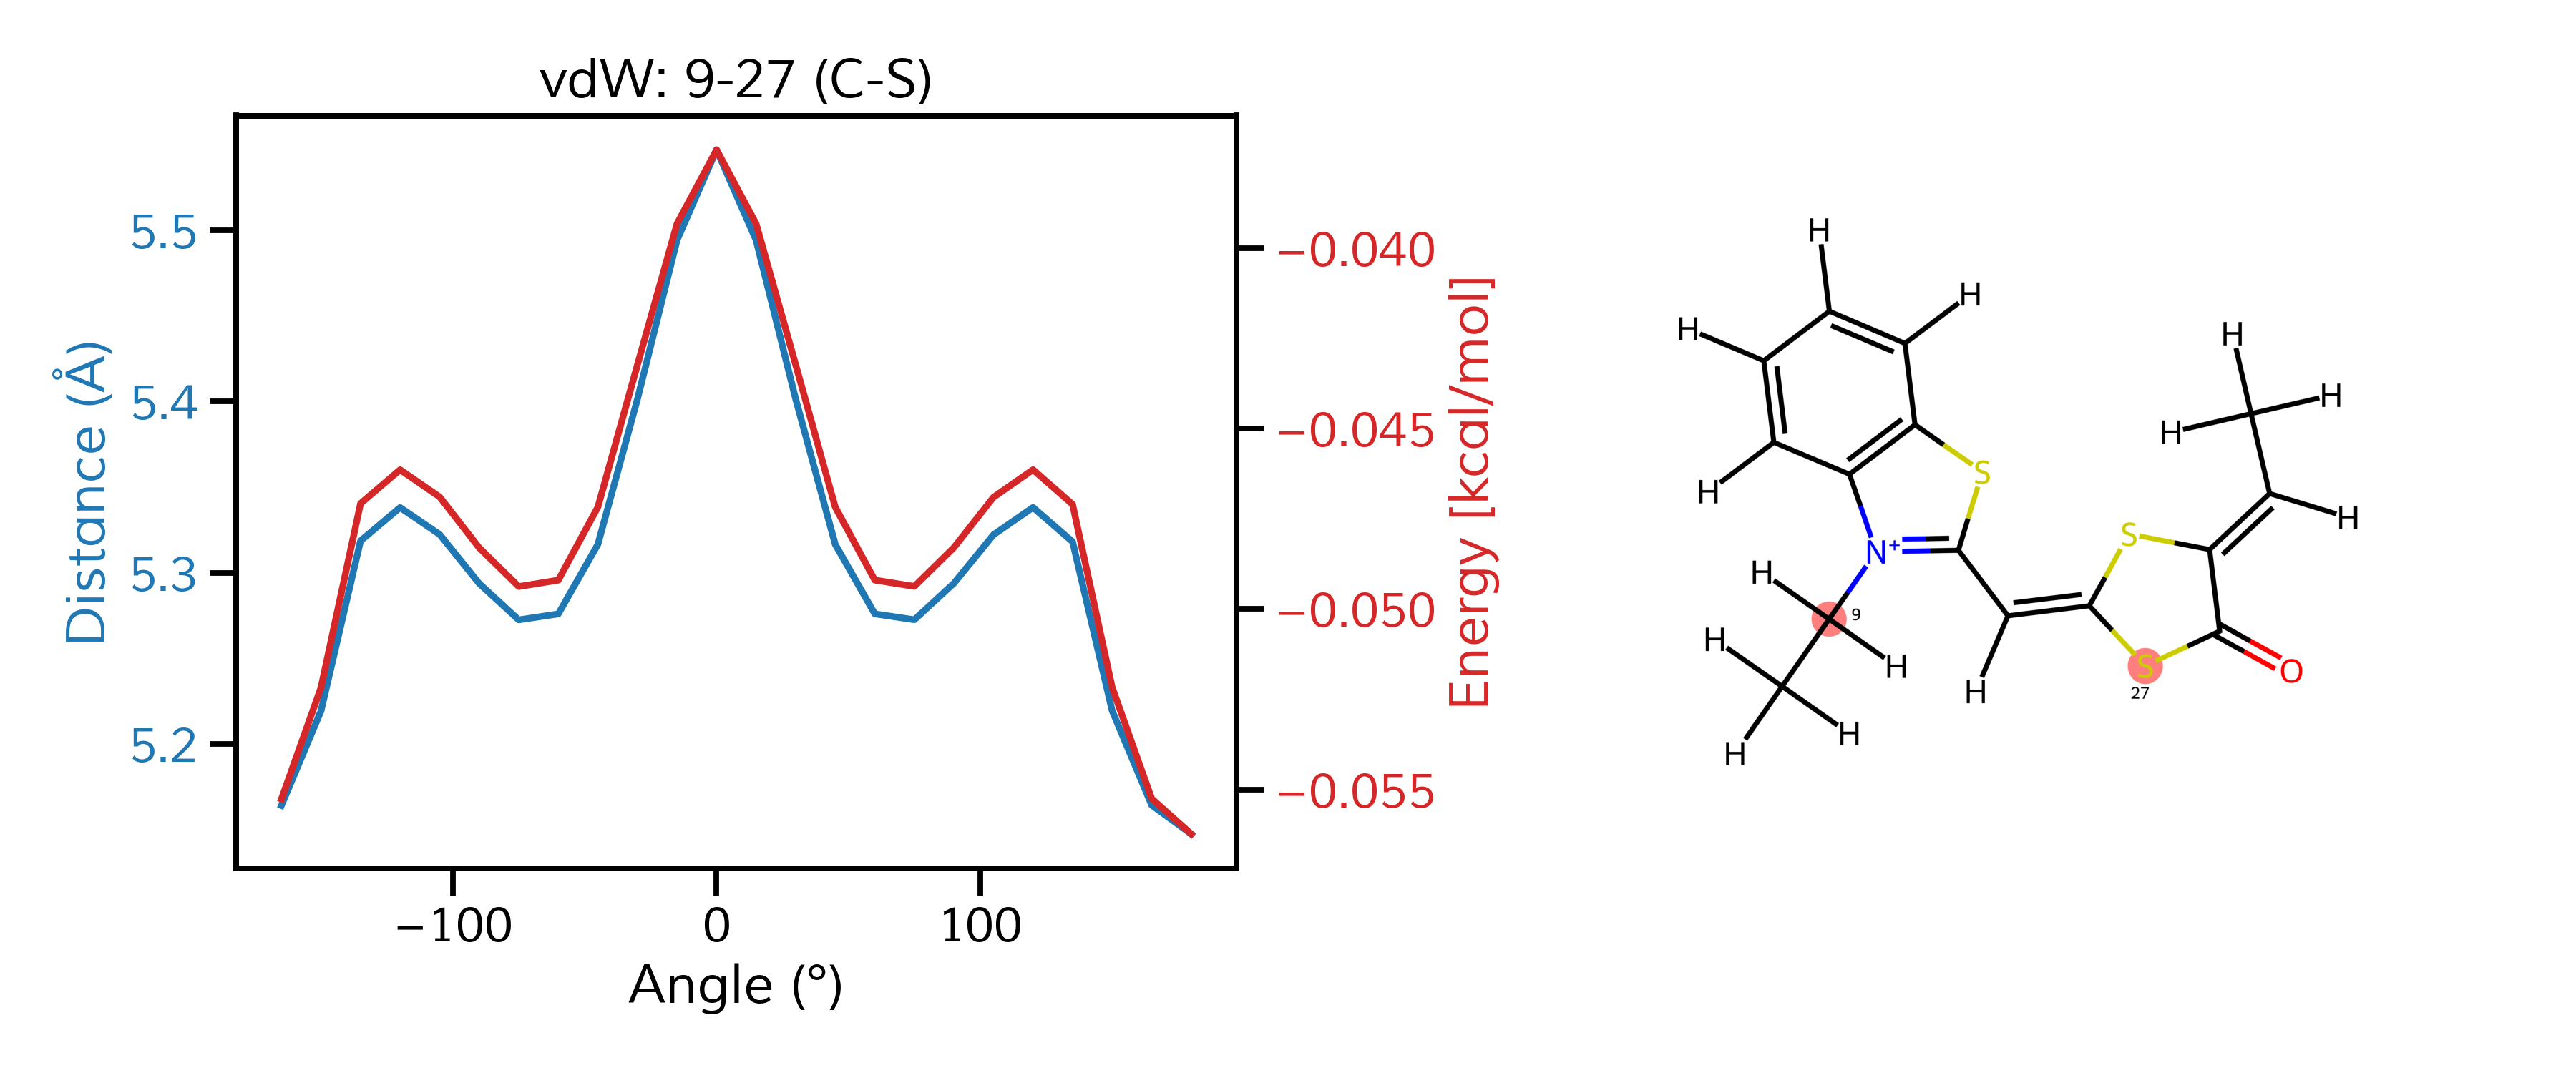 vdW: 9-27 (C-S)
Distance (Å)
5.5
5.4
5.3
5.2
−0.040
−0.045
−0.050
−0.055
Energy [kcal/mol]
−100
0
100
Angle (°)
H
H
H
H
H
H
H
S
S
H
N⁺
H
9
H
H
H
S
27
O
H
H
H